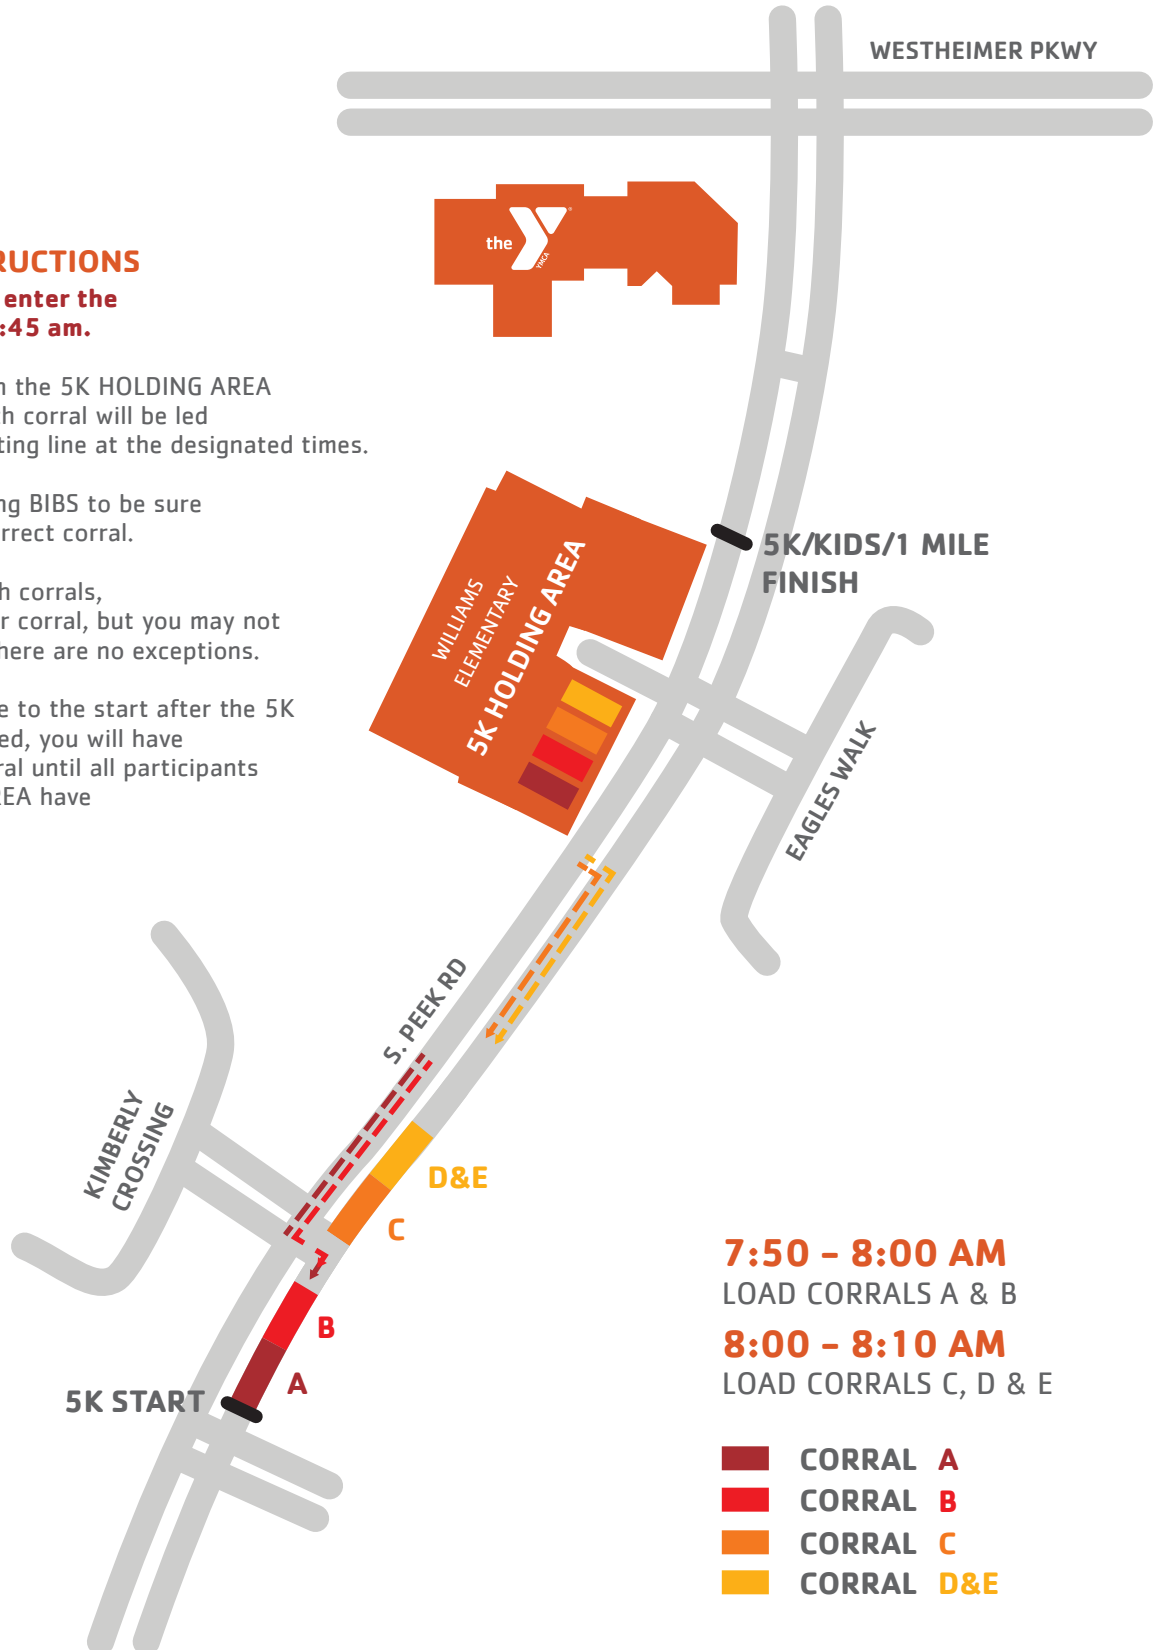 WESTHEIMER PKWY
the
YMCA
RUCTIONS
enter the
:45 am.
n the 5K HOLDING AREA
h corral will be led
ting line at the designated times.
ng BIBS to be sure
rrect corral.
h corrals,
r corral, but you may not
here are no exceptions.
e to the start after the 5K
ed, you will have
ral until all participants
REA have
WILLIAMS
ELEMENTARY
5K HOLDING AREA
5K/KIDS/1 MILE
FINISH
EAGLES WALK
S. PEEK RD
KIMBERLY
CROSSING
D&E
C
B
A
5K START
7:50 – 8:00 AM
LOAD CORRALS A & B
8:00 – 8:10 AM
LOAD CORRALS C, D & E
CORRAL A
CORRAL B
CORRAL C
CORRAL D&E